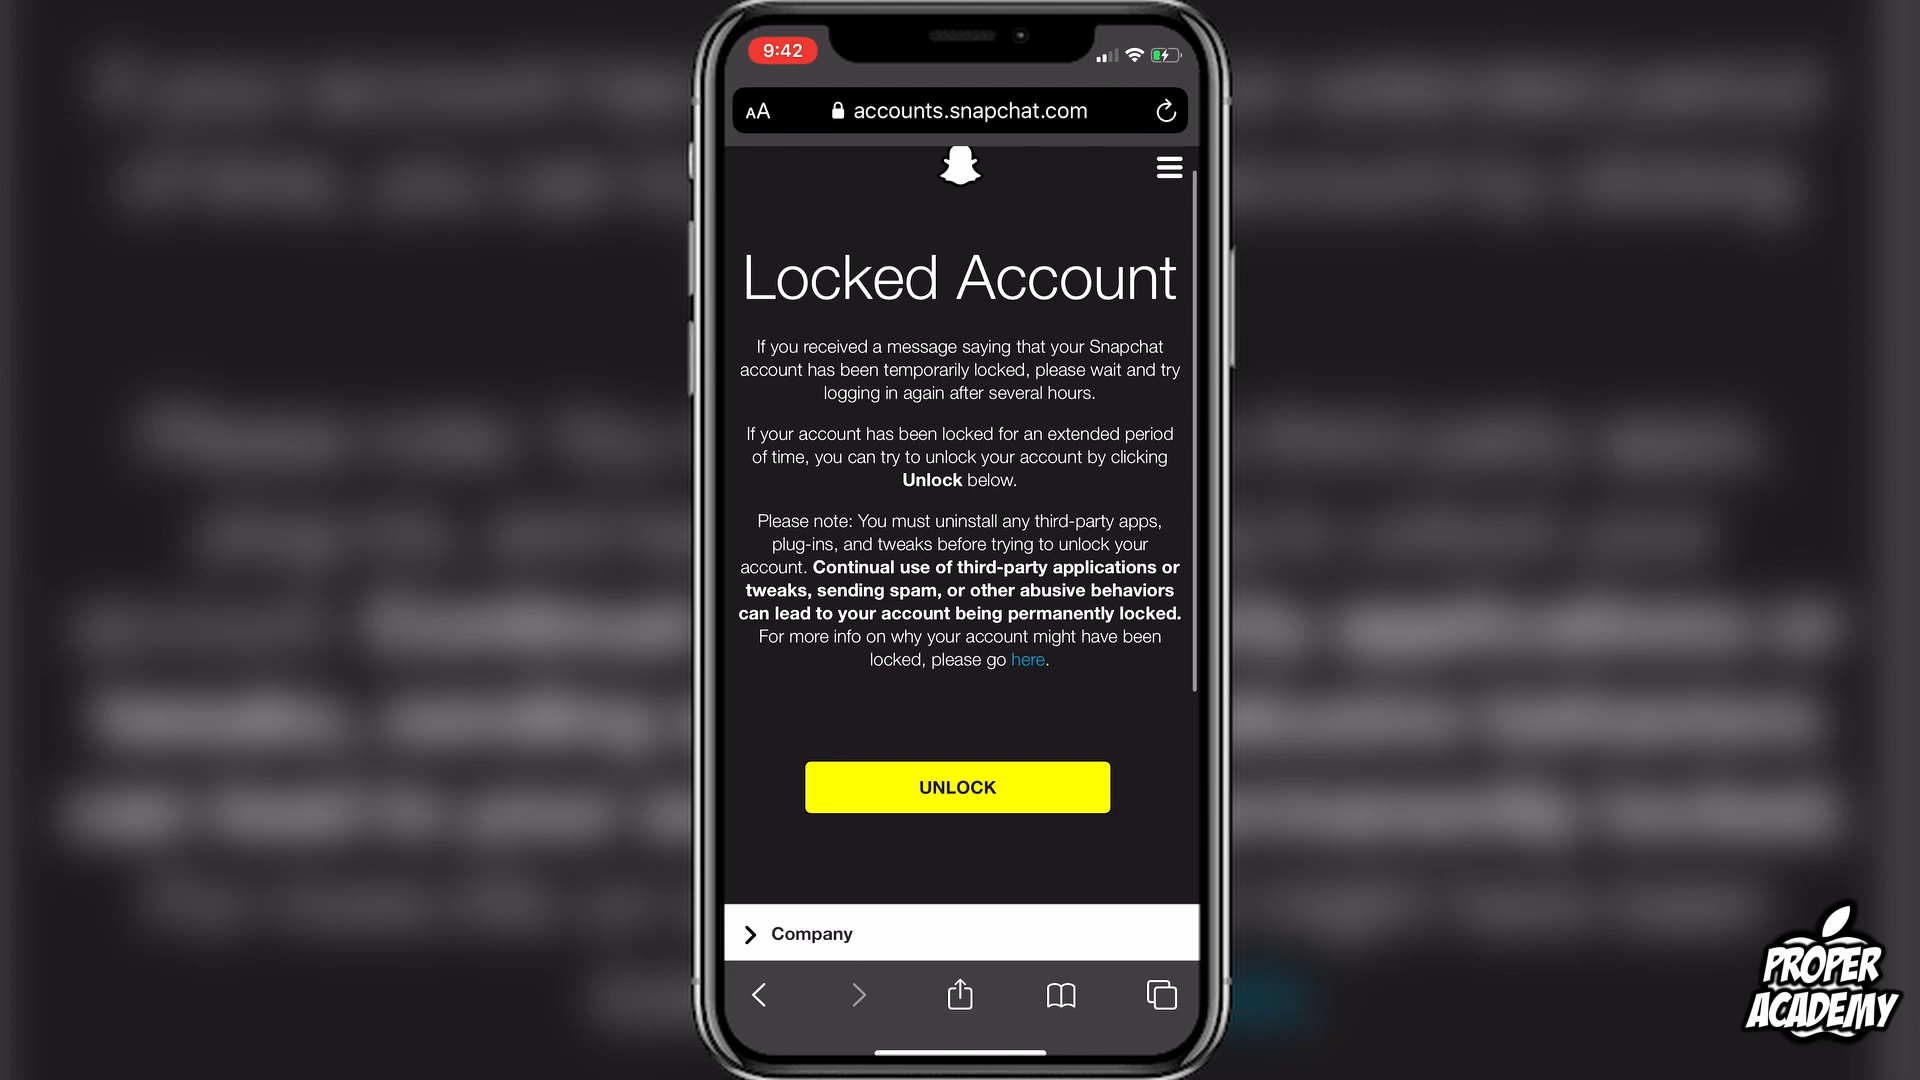 9:42
AA accounts.snapchat.com
Locked Account
If you received a message saying that your Snapchat
account has been temporarily locked, please wait and try
logging in again after several hours.
If your account has been locked for an extended period
of time, you can try to unlock your account by clicking
Unlock below.
Please note: You must uninstall any third-party apps,
plug-ins, and tweaks before trying to unlock your
account. Continual use of third-party applications or
tweaks, sending spam, or other abusive behaviors
can lead to your account being permanently locked.
For more info on why your account might have been
locked, please go here.
UNLOCK
Company
PROPER
ACADEMY